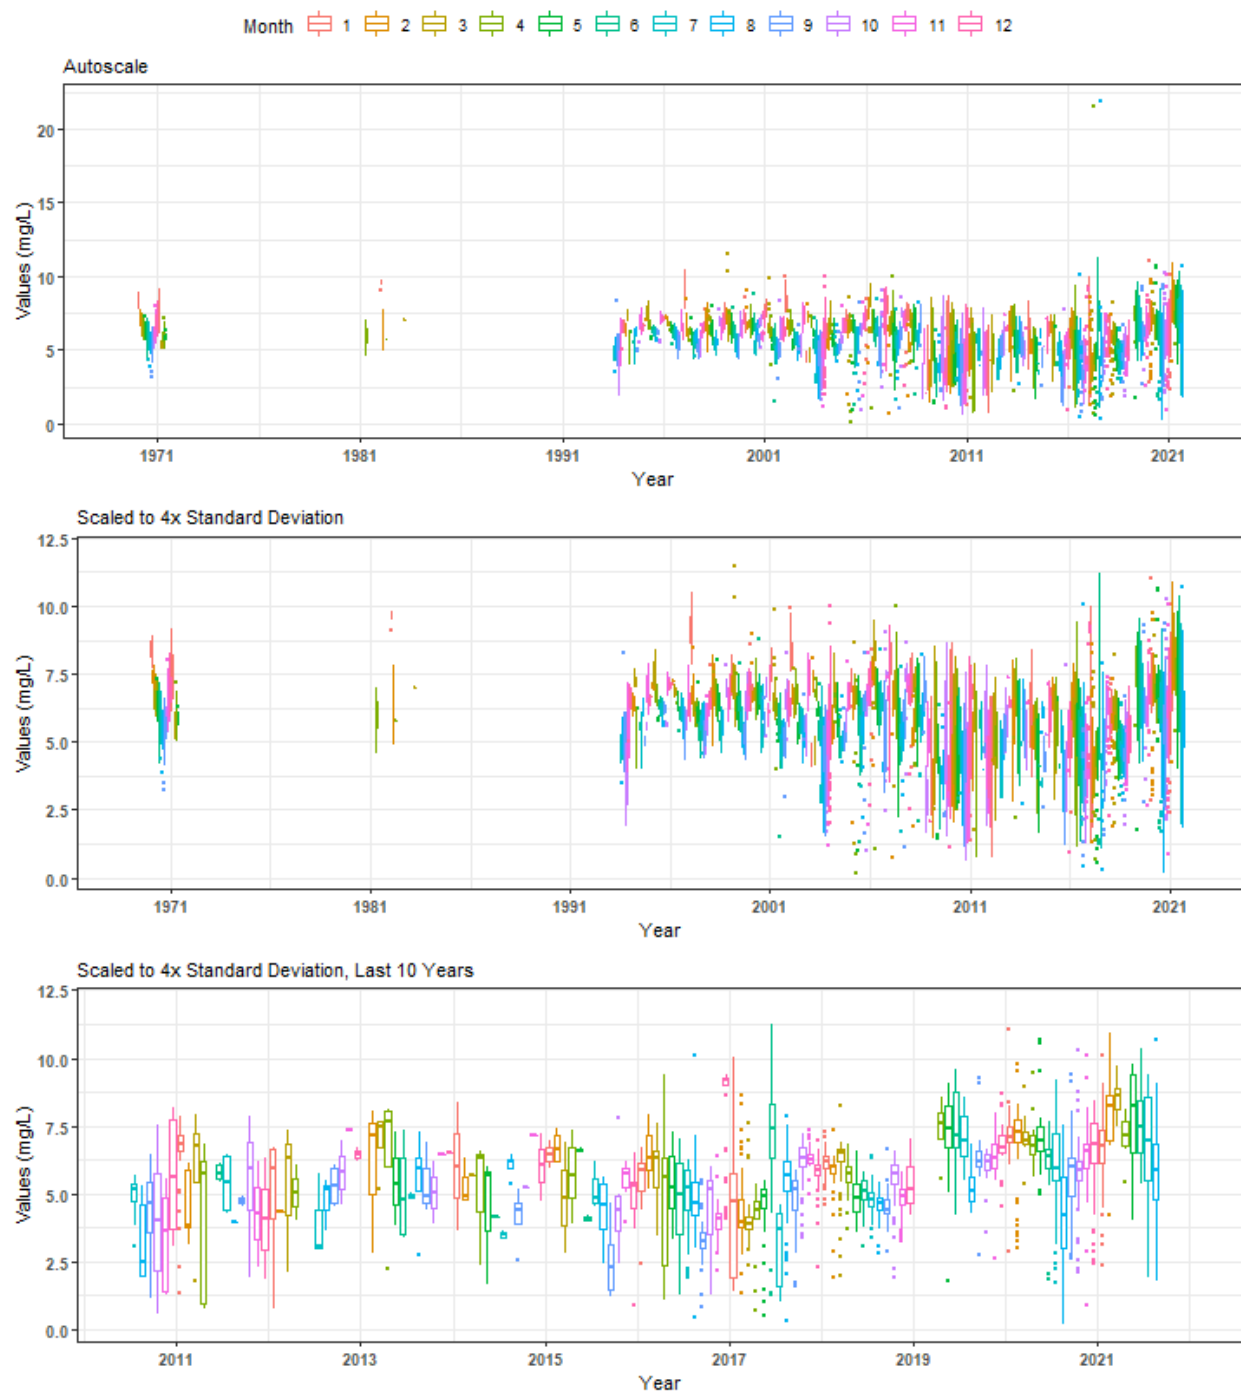 Month 1 2 3 4 5 6 7 8 9 10 11 12
Autoscale
20
15
10
5
0
Values (mg/L)
1971 1981 1991 2001 2011 2021
Year
Scaled to 4x Standard Deviation
12.5
10.0
7.5
5.0
2.5
0.0
Values (mg/L)
1971 1981 1991 2001 2011 2021
Year
Scaled to 4x Standard Deviation, Last 10 Years
12.5
10.0
7.5
5.0
2.5
0.0
Values (mg/L)
2011 2013 2015 2017 2019 2021
Year